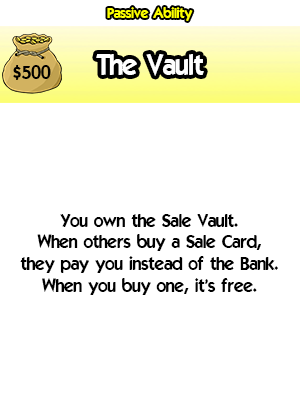 Passive Ability
$500
The Vault
You own the Sale Vault.
When others buy a Sale Card,
they pay you instead of the Bank.
When you buy one, it's free.